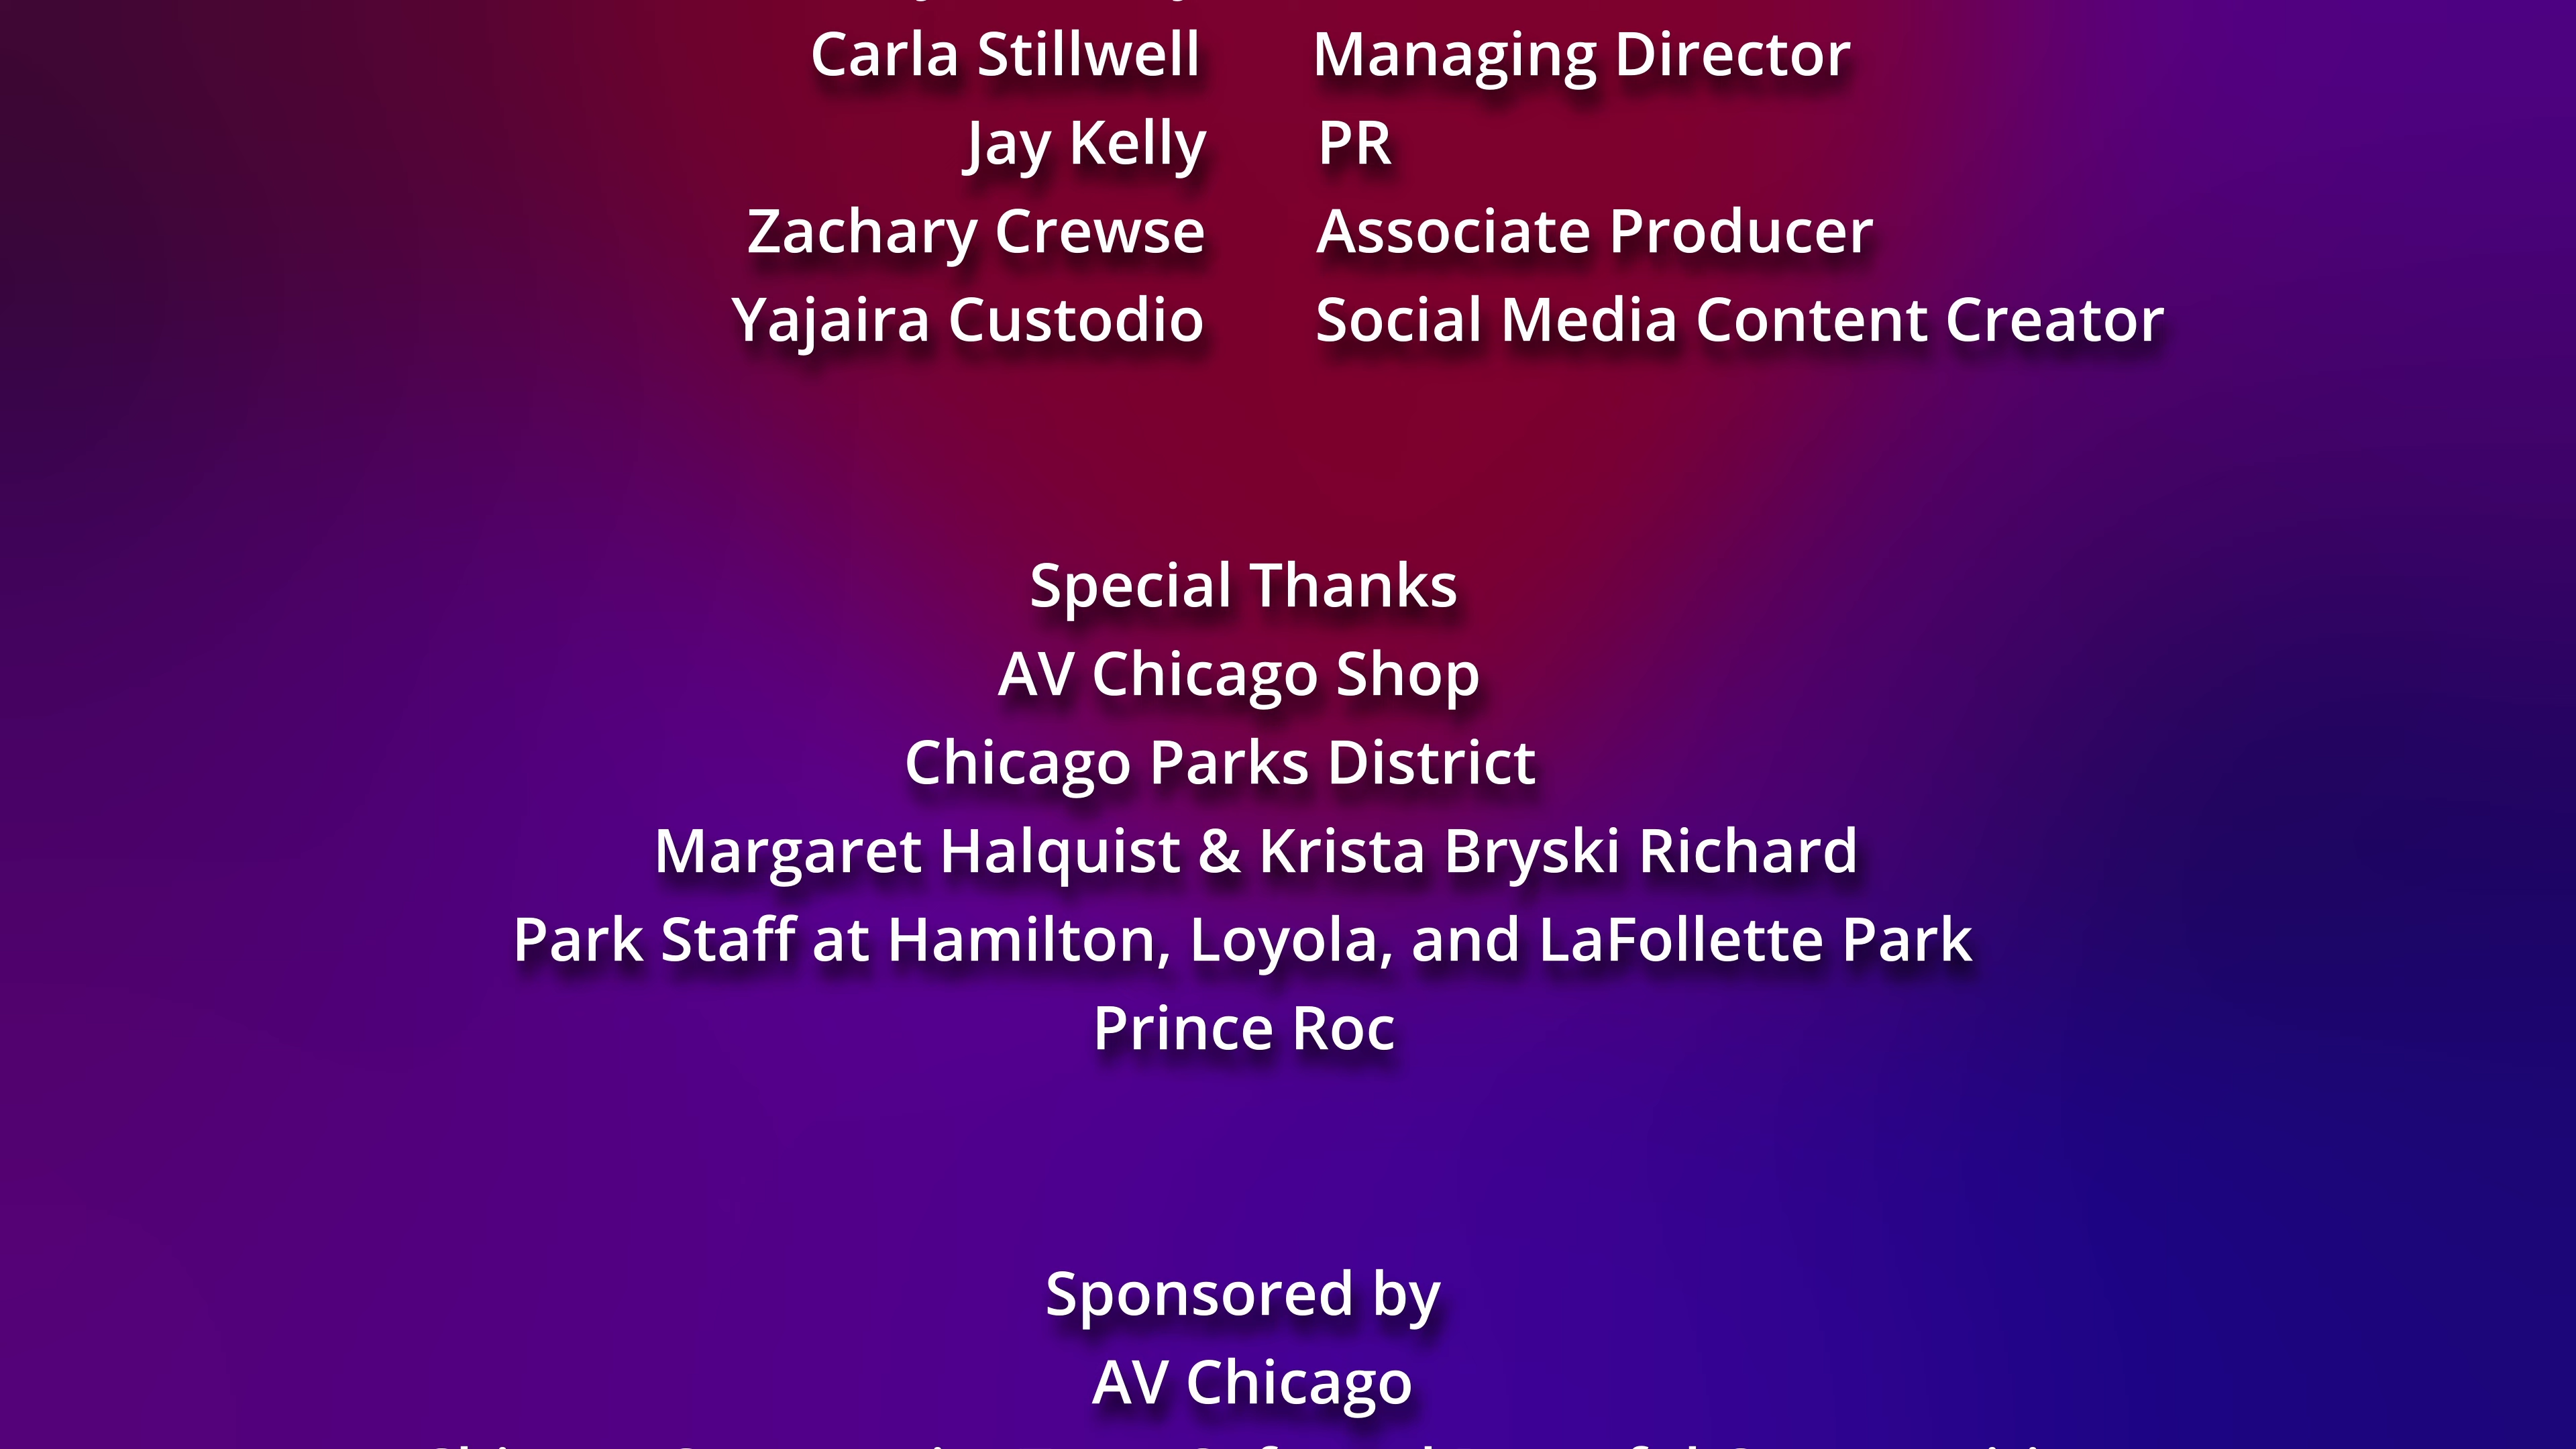 Carla Stillwell Managing Director
Jay Kelly PR
Zachary Crewse Associate Producer
Yajaira Custodio Social Media Content Creator
Special Thanks
AV Chicago Shop
Chicago Parks District
Margaret Halquist & Krista Bryski Richard
Park Staff at Hamilton, Loyola, and LaFollette Park
Prince Roc
Sponsored by
AV Chicago